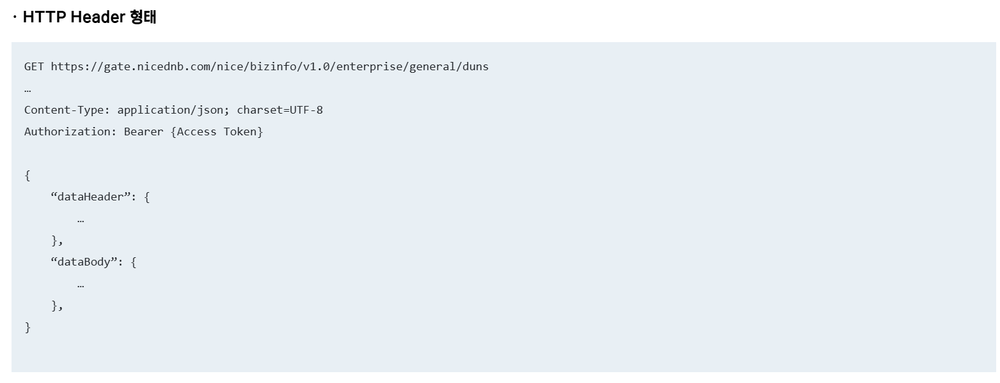 · HTTP Header 형태
GET https://gate.nicednb.com/nice/bizinfo/v1.0/enterprise/general/duns
…
Content-Type: application/json; charset=UTF-8
Authorization: Bearer {Access Token}
{
“dataHeader”: {
…
},
“dataBody”: {
…
},
}